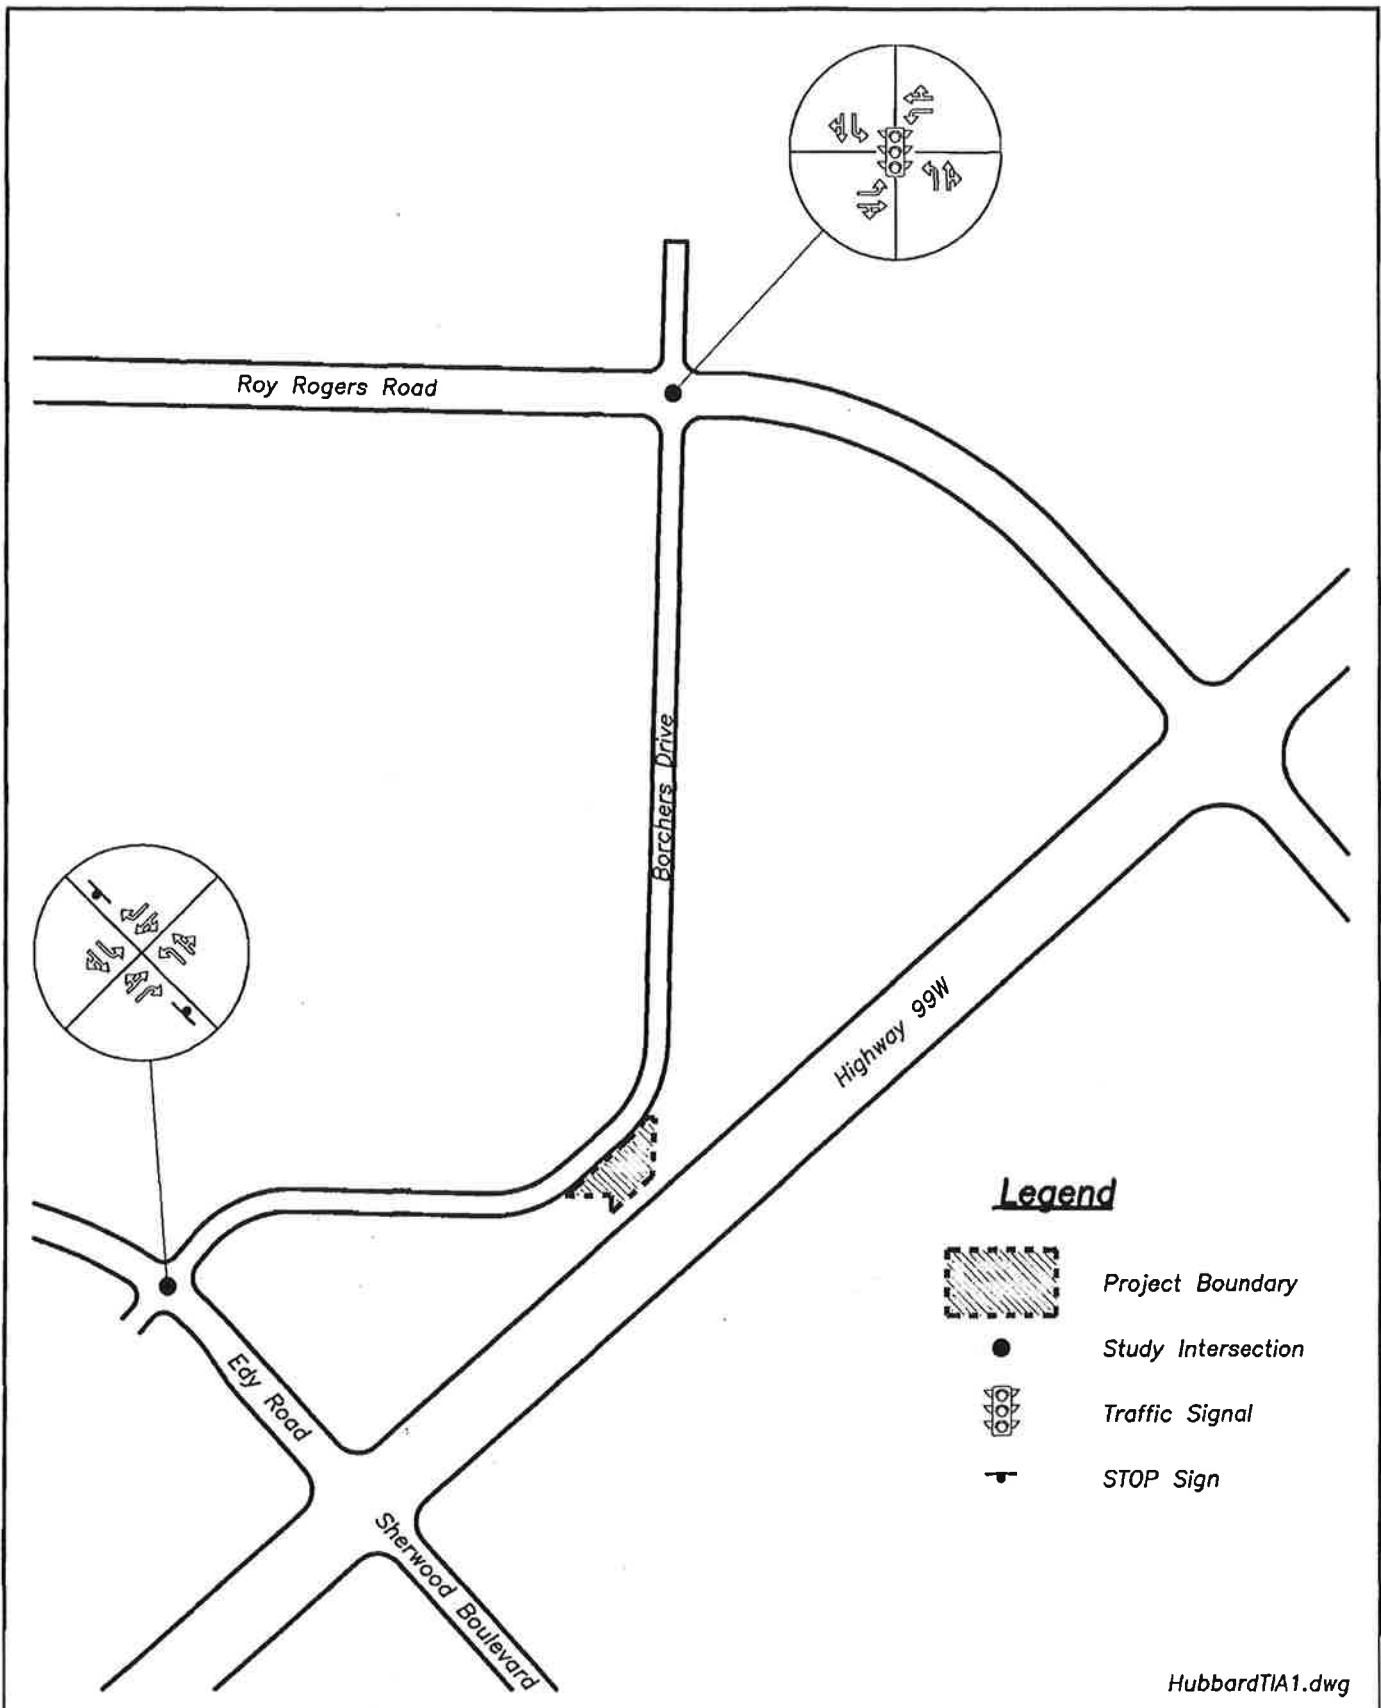 Roy Rogers Road
Borchers Drive
Highway 99W
Legend
Project Boundary
Study Intersection
Edy Road
Traffic Signal
STOP Sign
Sherwood Boulevard
HubbardTIA1.dwg